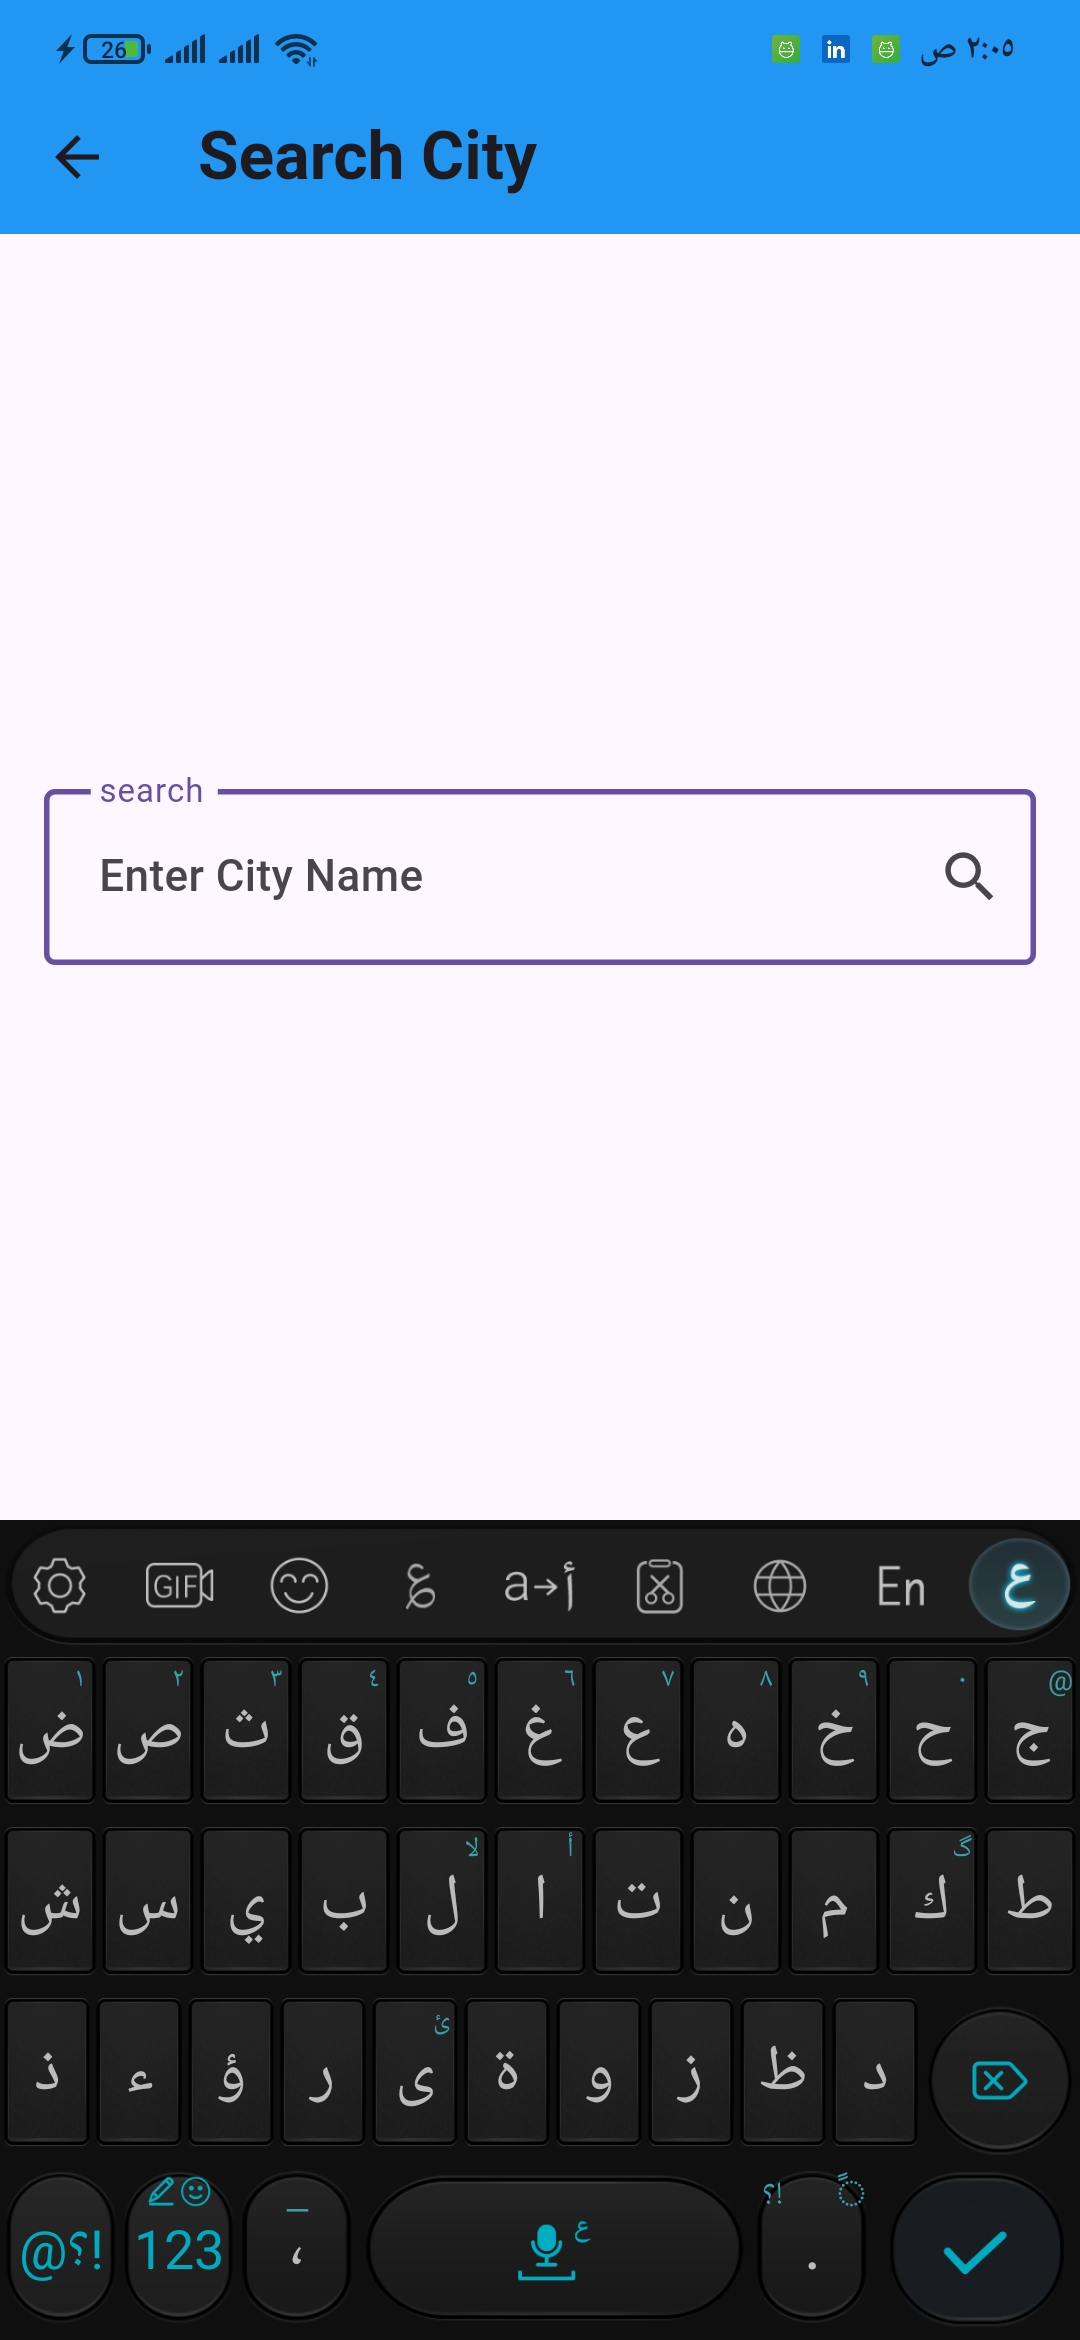 26 in ٢:٠٥ ص
Search City
search
Enter City Name
GIF ع a→أ En ع
١ ٢ ٣ ٤ ٥ ٦ ٧ ٨ ٩ ٠ @
ض ص ث ق ف غ ع ه خ ح ج
لا أ گ
ش س ي ب ل ا ت ن م ك ط
ئ
ذ ء ؤ ر ى ة و ز ظ د
@؟! 123 _ ، ع ؟! .